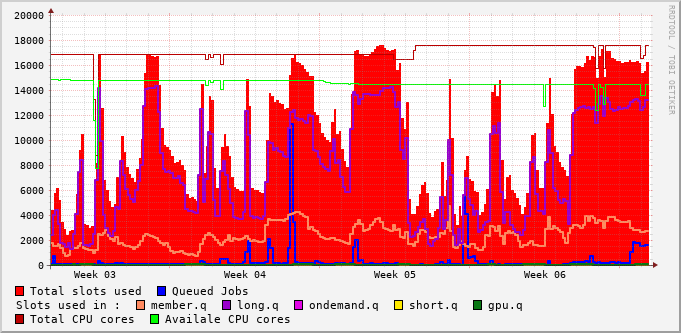 20000
18000
16000
14000
12000
10000
8000
6000
4000
2000
0
Week 03 Week 04 Week 05 Week 06
RRDTOOL / TOBI OETIKER
Total slots used Queued Jobs
Slots used in : member.q long.q ondemand.q short.q gpu.q
Total CPU cores Availale CPU cores